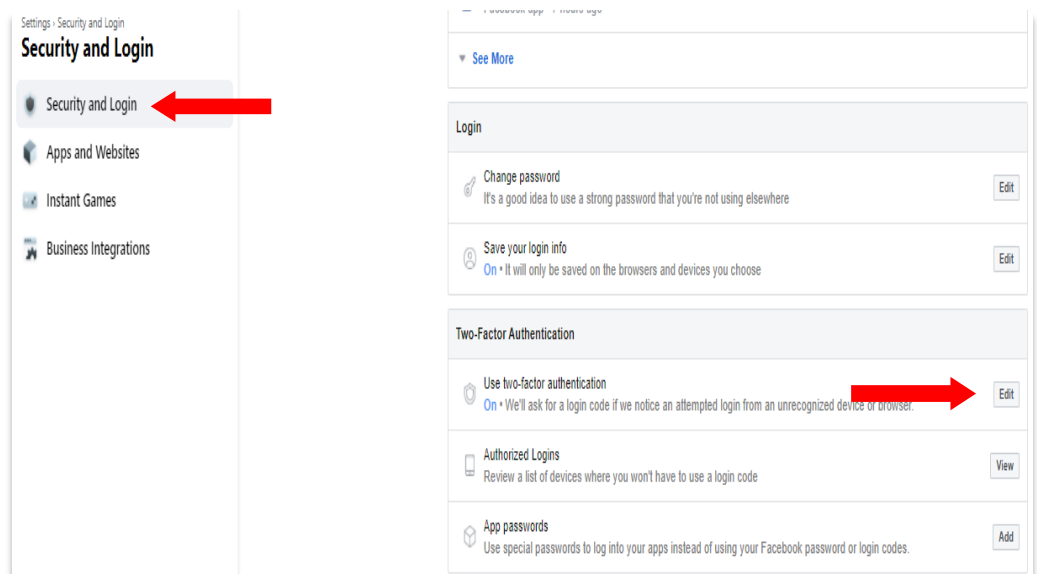 Settings › Security and Login
Security and Login
Security and Login
Apps and Websites
Instant Games
Business Integrations
Facebook app · 7 hours ago
See More
Login
Change password
It's a good idea to use a strong password that you're not using elsewhere
Edit
Save your login info
On • It will only be saved on the browsers and devices you choose
Edit
Two-Factor Authentication
Use two-factor authentication
On • We'll ask for a login code if we notice an attempted login from an unrecognized device or browser.
Edit
Authorized Logins
Review a list of devices where you won't have to use a login code
View
App passwords
Use special passwords to log into your apps instead of using your Facebook password or login codes.
Add